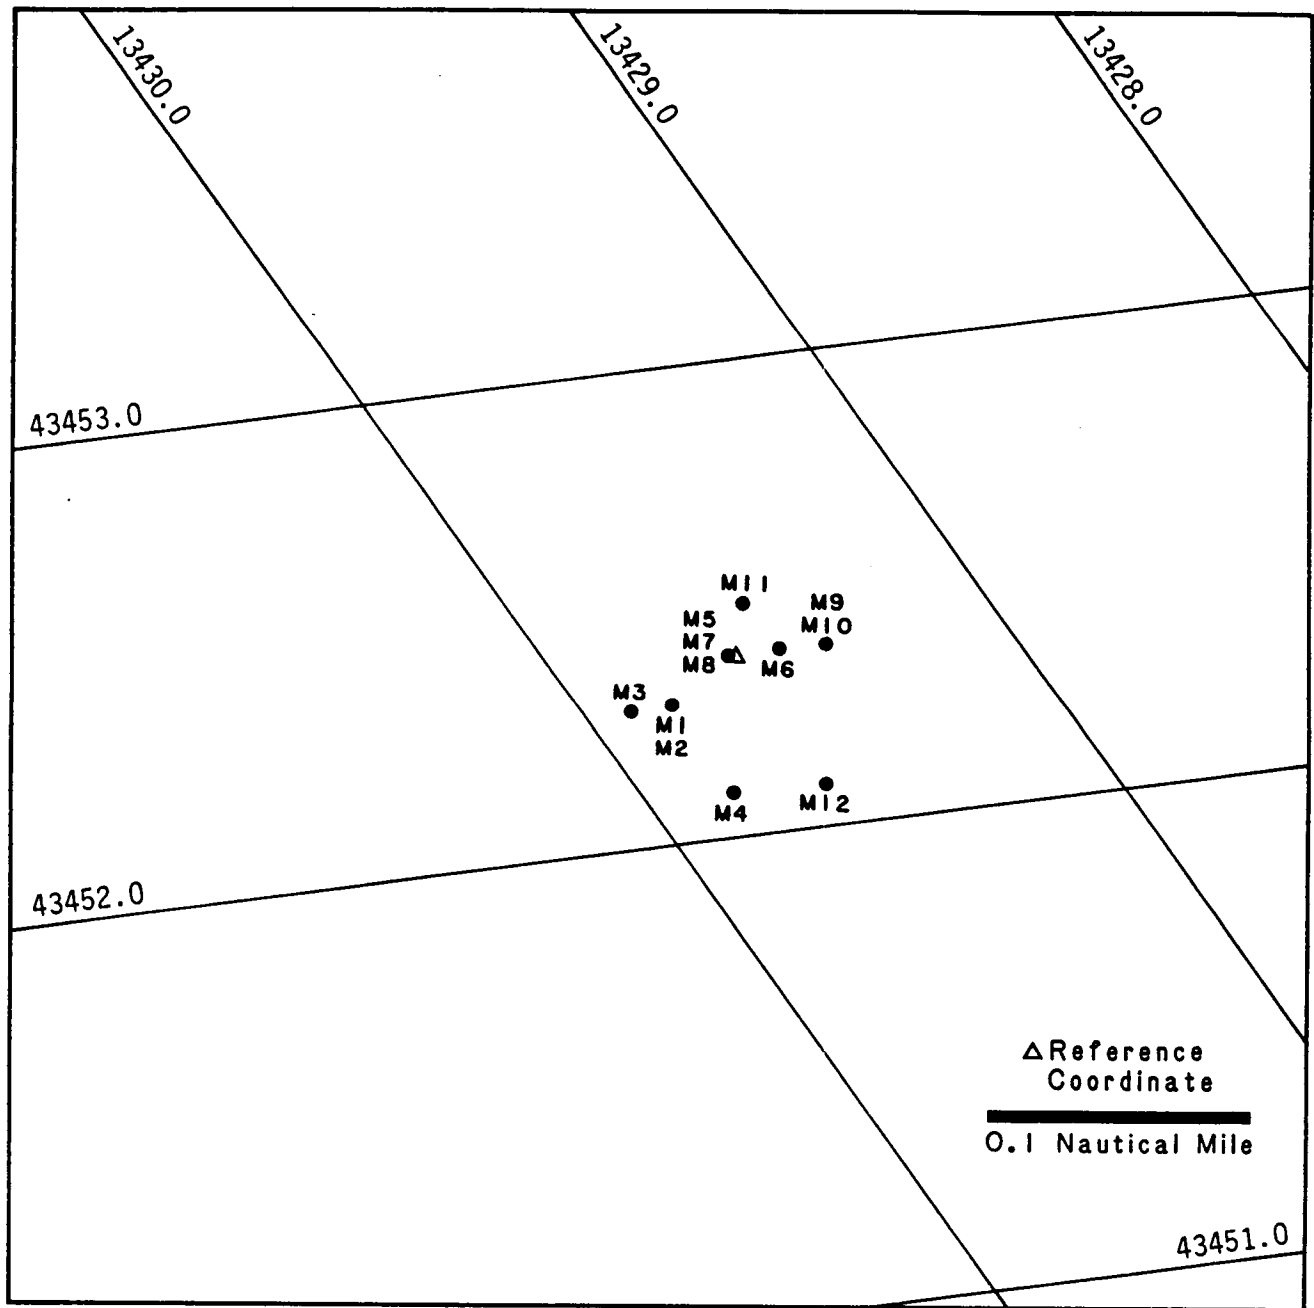 13430.0
13429.0
13428.0
43453.0
M11
M9
M5
M10
M7
M8
M6
M3
M1
M2
M4
M12
43452.0
△ Reference
Coordinate
0.1 Nautical Mile
43451.0